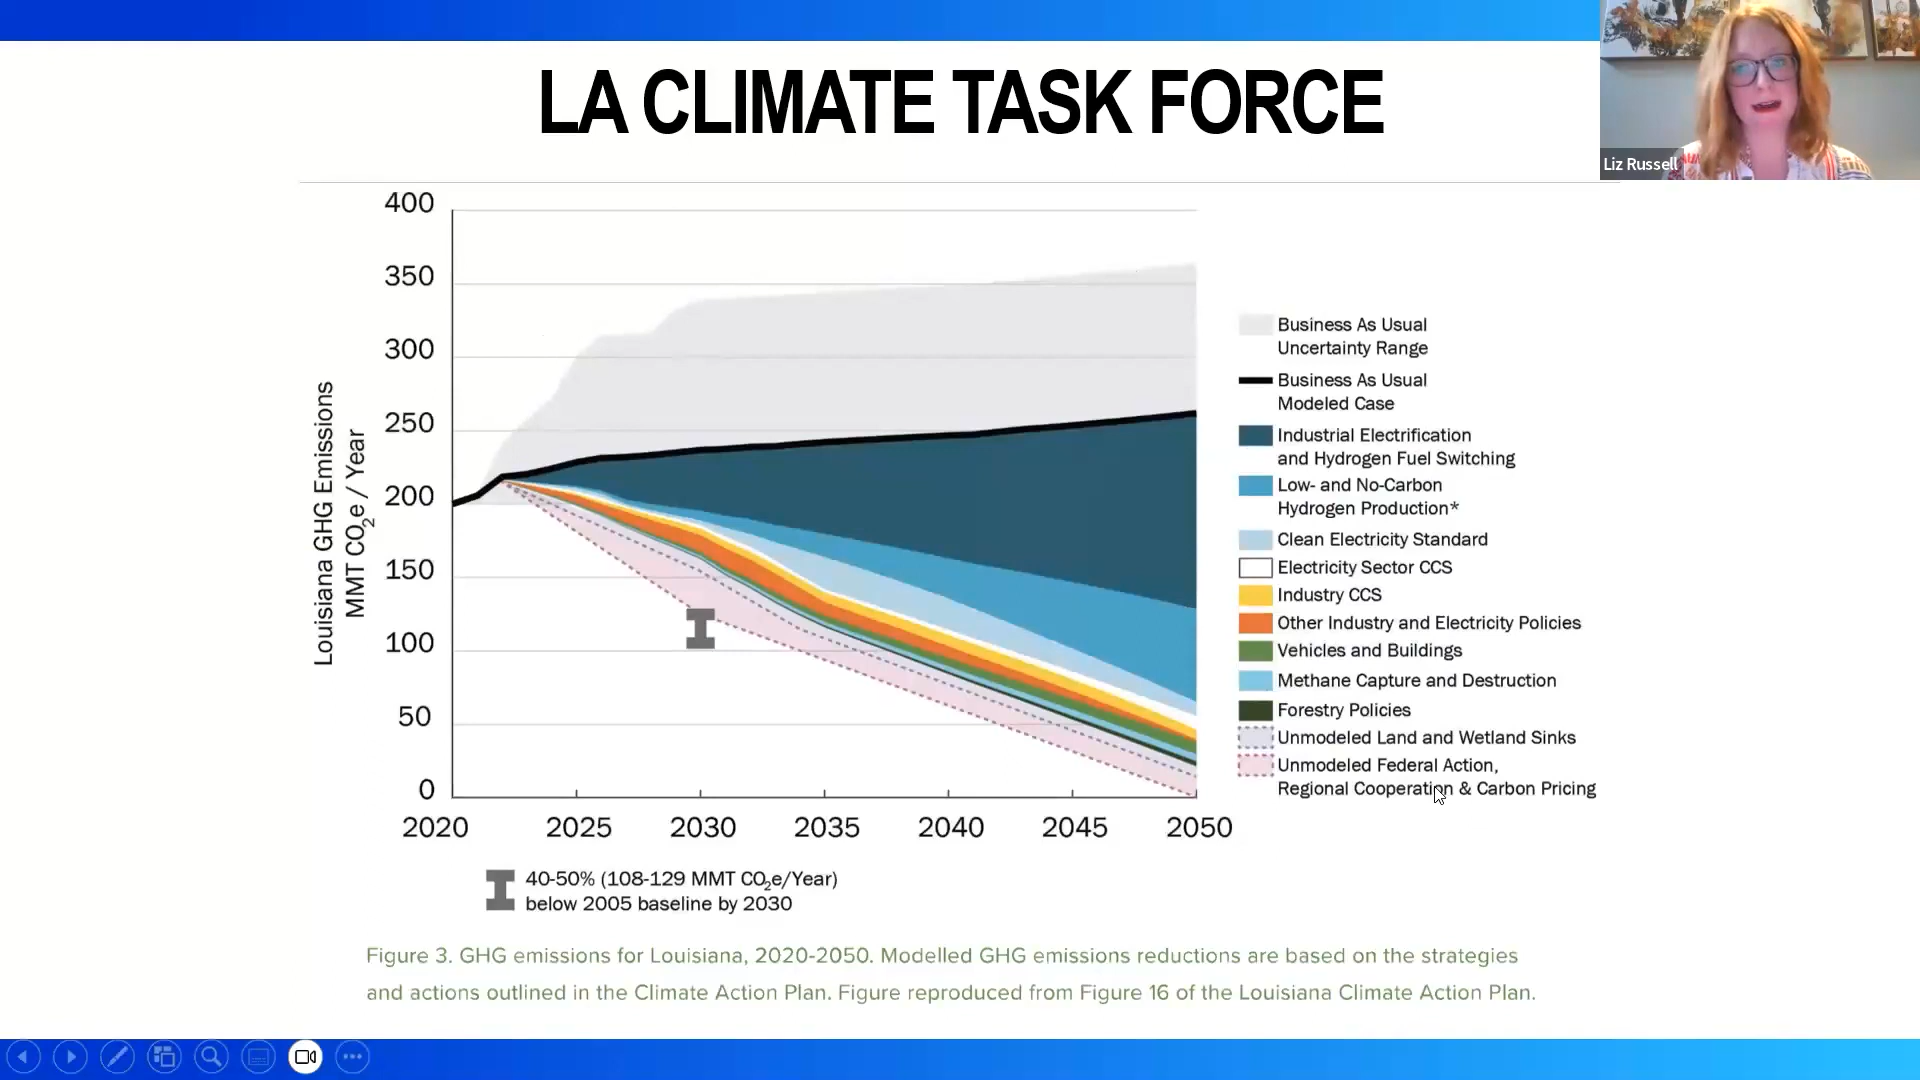 LA CLIMATE TASK FORCE
Liz Russell
400
350
300
250
200
150
100
50
0
Louisiana GHG Emissions
MMT CO2e / Year
2020 2025 2030 2035 2040 2045 2050
Business As Usual
Uncertainty Range
Business As Usual
Modeled Case
Industrial Electrification
and Hydrogen Fuel Switching
Low- and No-Carbon
Hydrogen Production*
Clean Electricity Standard
Electricity Sector CCS
Industry CCS
Other Industry and Electricity Policies
Vehicles and Buildings
Methane Capture and Destruction
Forestry Policies
Unmodeled Land and Wetland Sinks
Unmodeled Federal Action,
Regional Cooperation & Carbon Pricing
40-50% (108-129 MMT CO2e/Year)
below 2005 baseline by 2030
Figure 3. GHG emissions for Louisiana, 2020-2050. Modelled GHG emissions reductions are based on the strategies
and actions outlined in the Climate Action Plan. Figure reproduced from Figure 16 of the Louisiana Climate Action Plan.